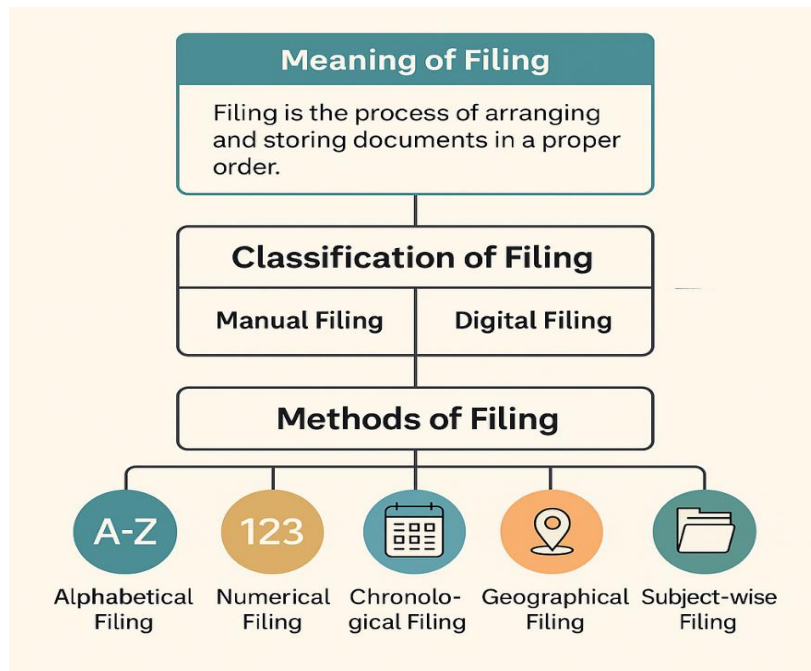 Meaning of Filing
Filing is the process of arranging
and storing documents in a proper
order.
Classification of Filing
Manual Filing
Digital Filing
Methods of Filing
A-Z
123
Alphabetical
Filing
Numerical
Filing
Chronolo-
gical Filing
Geographical
Filing
Subject-wise
Filing